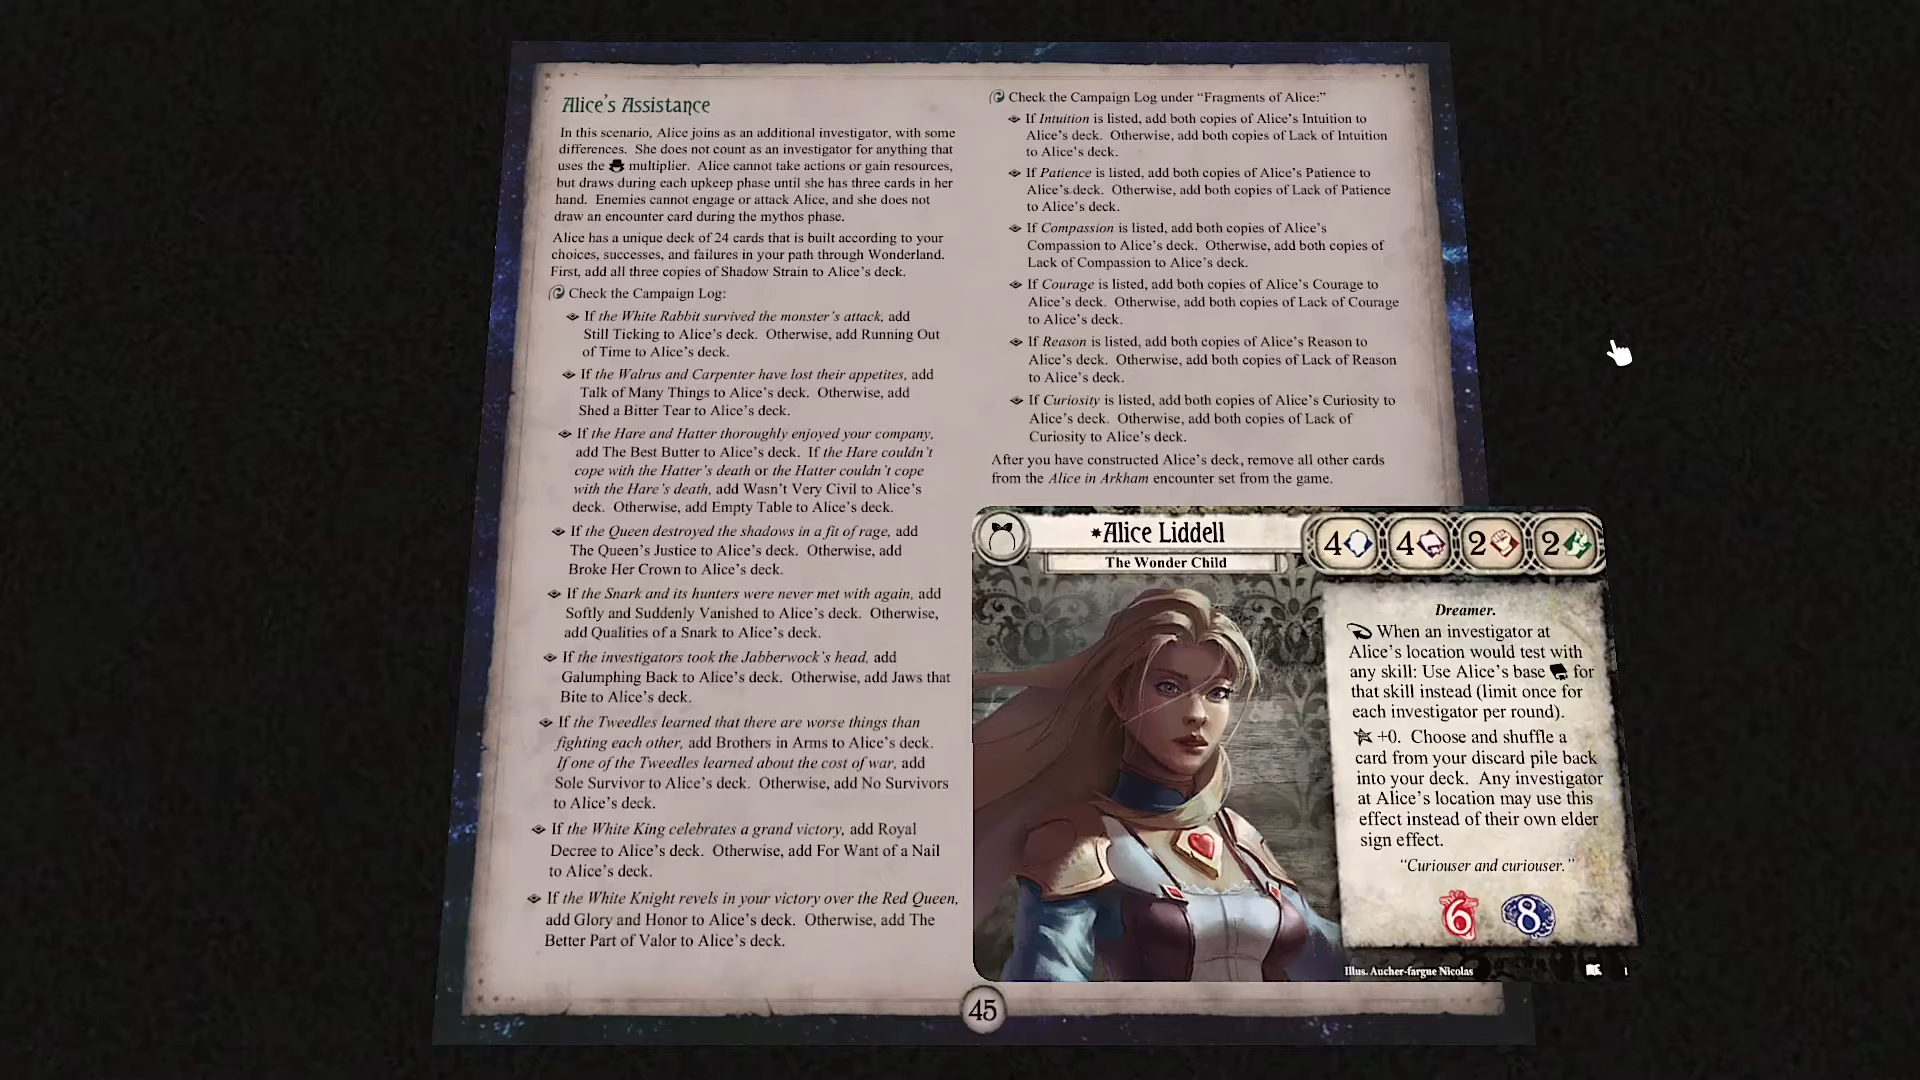 Alice's Assistance
In this scenario, Alice joins as an additional investigator, with some
differences. She does not count as an investigator for anything that
uses the multiplier. Alice cannot take actions or gain resources,
but draws during each upkeep phase until she has three cards in her
hand. Enemies cannot engage or attack Alice, and she does not
draw an encounter card during the mythos phase.
Alice has a unique deck of 24 cards that is built according to your
choices, successes, and failures in your path through Wonderland.
First, add all three copies of Shadow Strain to Alice's deck.
Check the Campaign Log:
If the White Rabbit survived the monster's attack, add
Still Ticking to Alice's deck. Otherwise, add Running Out
of Time to Alice's deck.
If the Walrus and Carpenter have lost their appetites, add
Talk of Many Things to Alice's deck. Otherwise, add
Shed a Bitter Tear to Alice's deck.
If the Hare and Hatter thoroughly enjoyed your company,
add The Best Butter to Alice's deck. If the Hare couldn't
cope with the Hatter's death or the Hatter couldn't cope
with the Hare's death, add Wasn't Very Civil to Alice's
deck. Otherwise, add Empty Table to Alice's deck.
If the Queen destroyed the shadows in a fit of rage, add
The Queen's Justice to Alice's deck. Otherwise, add
Broke Her Crown to Alice's deck.
If the Snark and its hunters were never met with again, add
Softly and Suddenly Vanished to Alice's deck. Otherwise,
add Qualities of a Snark to Alice's deck.
If the investigators took the Jabberwock's head, add
Galumphing Back to Alice's deck. Otherwise, add Jaws that
Bite to Alice's deck.
If the Tweedles learned that there are worse things than
fighting each other, add Brothers in Arms to Alice's deck.
If one of the Tweedles learned about the cost of war, add
Sole Survivor to Alice's deck. Otherwise, add No Survivors
to Alice's deck.
If the White King celebrates a grand victory, add Royal
Decree to Alice's deck. Otherwise, add For Want of a Nail
to Alice's deck.
If the White Knight revels in your victory over the Red Queen,
add Glory and Honor to Alice's deck. Otherwise, add The
Better Part of Valor to Alice's deck.
Check the Campaign Log under "Fragments of Alice:"
If Intuition is listed, add both copies of Alice's Intuition to
Alice's deck. Otherwise, add both copies of Lack of Intuition
to Alice's deck.
If Patience is listed, add both copies of Alice's Patience to
Alice's deck. Otherwise, add both copies of Lack of Patience
to Alice's deck.
If Compassion is listed, add both copies of Alice's
Compassion to Alice's deck. Otherwise, add both copies of
Lack of Compassion to Alice's deck.
If Courage is listed, add both copies of Alice's Courage to
Alice's deck. Otherwise, add both copies of Lack of Courage
to Alice's deck.
If Reason is listed, add both copies of Alice's Reason to
Alice's deck. Otherwise, add both copies of Lack of Reason
to Alice's deck.
If Curiosity is listed, add both copies of Alice's Curiosity to
Alice's deck. Otherwise, add both copies of Lack of
Curiosity to Alice's deck.
After you have constructed Alice's deck, remove all other cards
from the Alice in Arkham encounter set from the game.
*Alice Liddell
The Wonder Child
4 4 2 2
Dreamer.
When an investigator at
Alice's location would test with
any skill: Use Alice's base for
that skill instead (limit once for
each investigator per round).
+0. Choose and shuffle a
card from your discard pile back
into your deck. Any investigator
at Alice's location may use this
effect instead of their own elder
sign effect.
"Curiouser and curiouser."
6 8
Illus. Aucher-fargue Nicolas
1
45